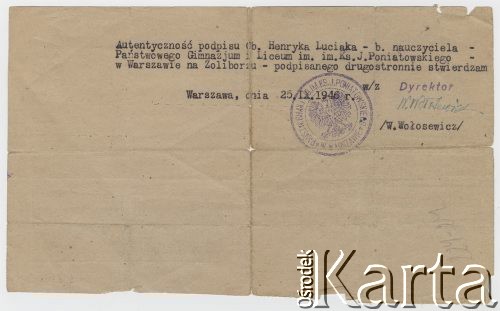 Autentyczność podpisu Ob. Henryka Luciaka - b. nauczyciela -
Państwowego Gimnazjum i Liceum im. im.Ks.J.Poniatowskiego -
w Warszawie na Żoliborzu - podpisanego drugostronnie stwierdzam
w/z Dyrektor
Warszawa, dnia 25.IX.1946 r.
/W.Wołosewicz/
ośrodek Karta